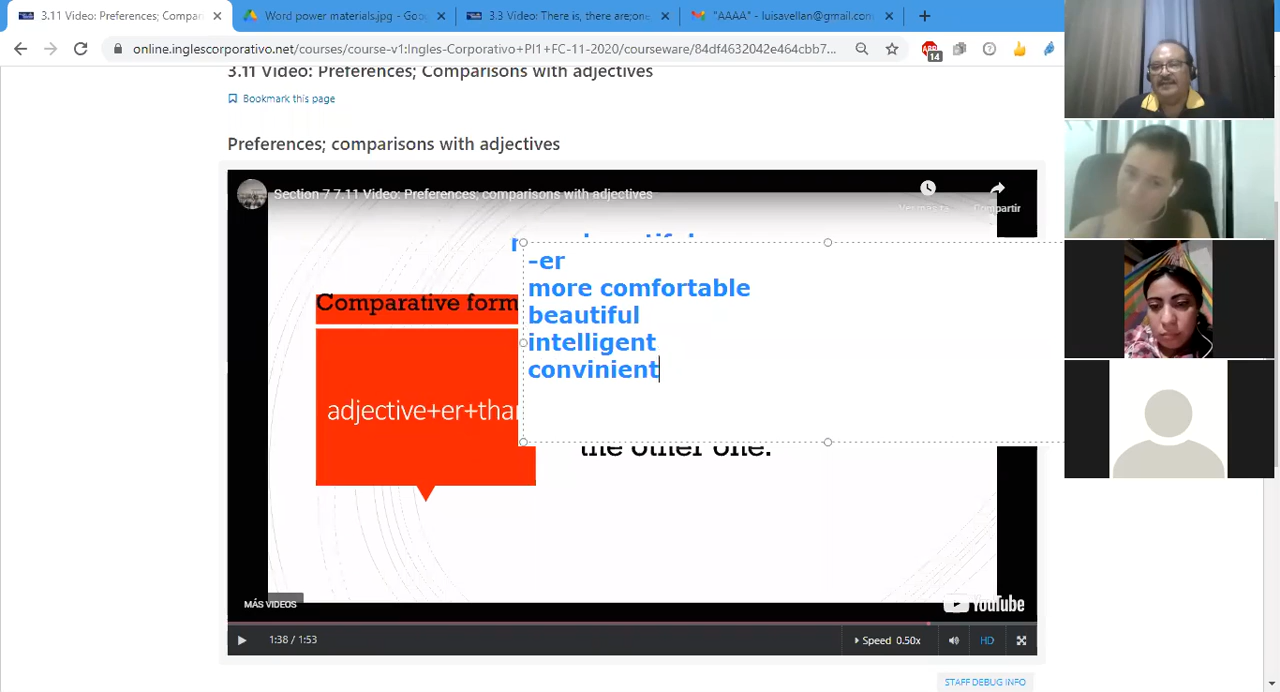 3.11 Video: Preferences; Compar
Word power materials.jpg - Goo
3.3 Video: There is, there are;one
"AAAA" - luisavellan@gmail.com
online.inglescorporativo.net/courses/course-v1:Ingles-Corporativo+PI1+FC-11-2020/courseware/84df4632042e464cbb7...
ABP
14
3.11 Video: Preferences; Comparisons with adjectives
Bookmark this page
Preferences; comparisons with adjectives
Section 7 7.11 Video: Preferences; comparisons with adjectives
Compartir
-er
more comfortable
beautiful
intelligent
convinient
Comparative form
adjective+er+than
the other one.
MÁS VIDEOS
YouTube
1:38 / 1:53
Speed 0.50x
HD
STAFF DEBUG INFO